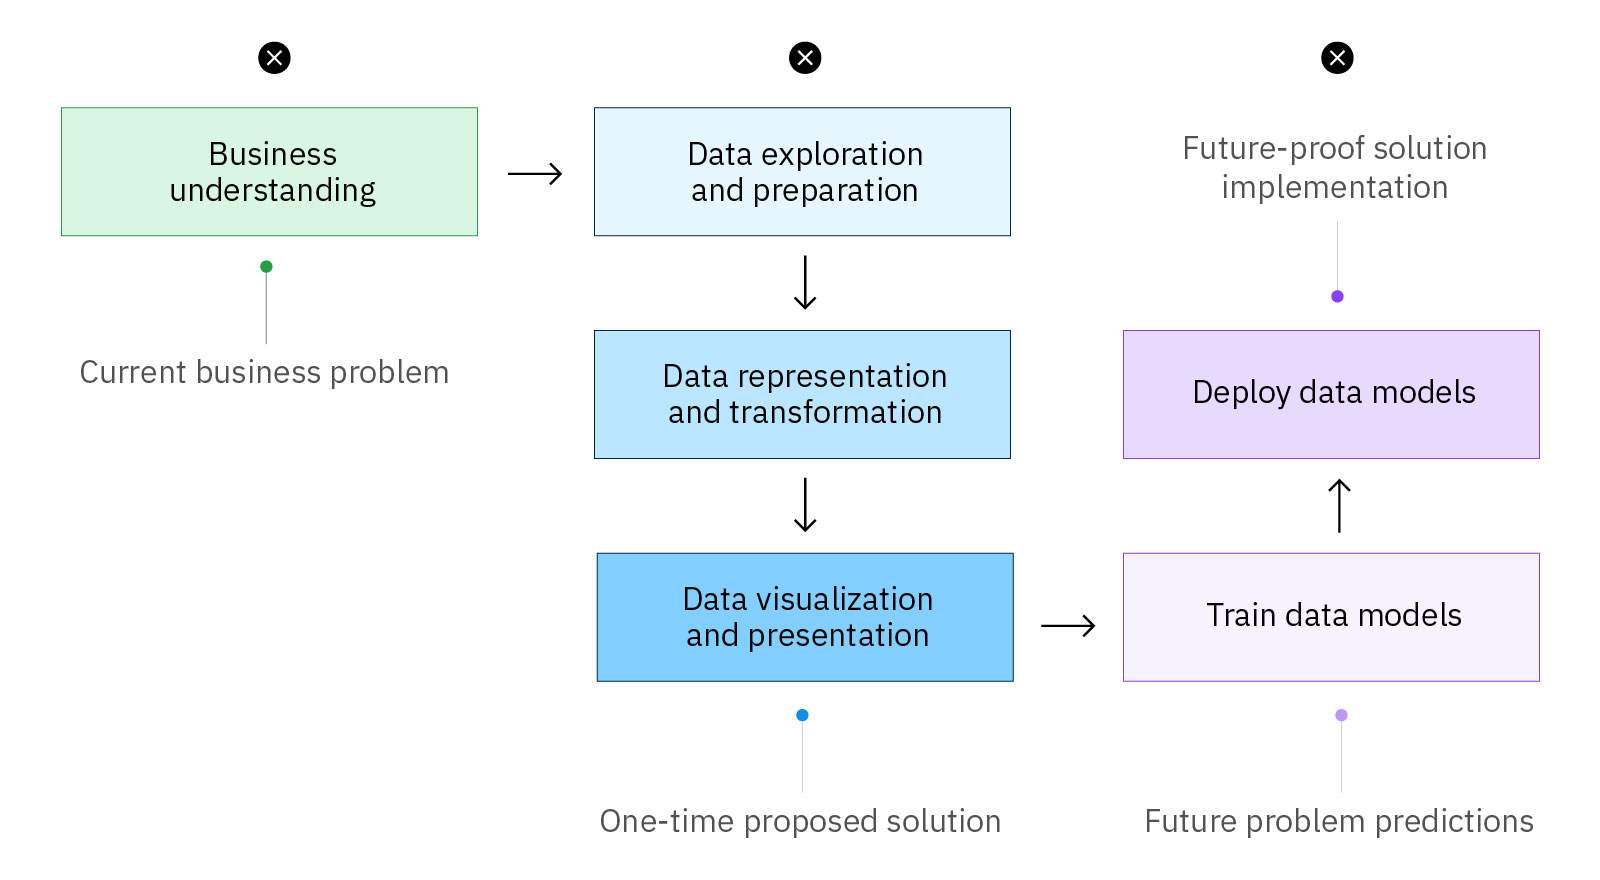 Business
understanding
Current business problem
Data exploration
and preparation
Data representation
and transformation
Data visualization
and presentation
One-time proposed solution
Future-proof solution
implementation
Deploy data models
Train data models
Future problem predictions